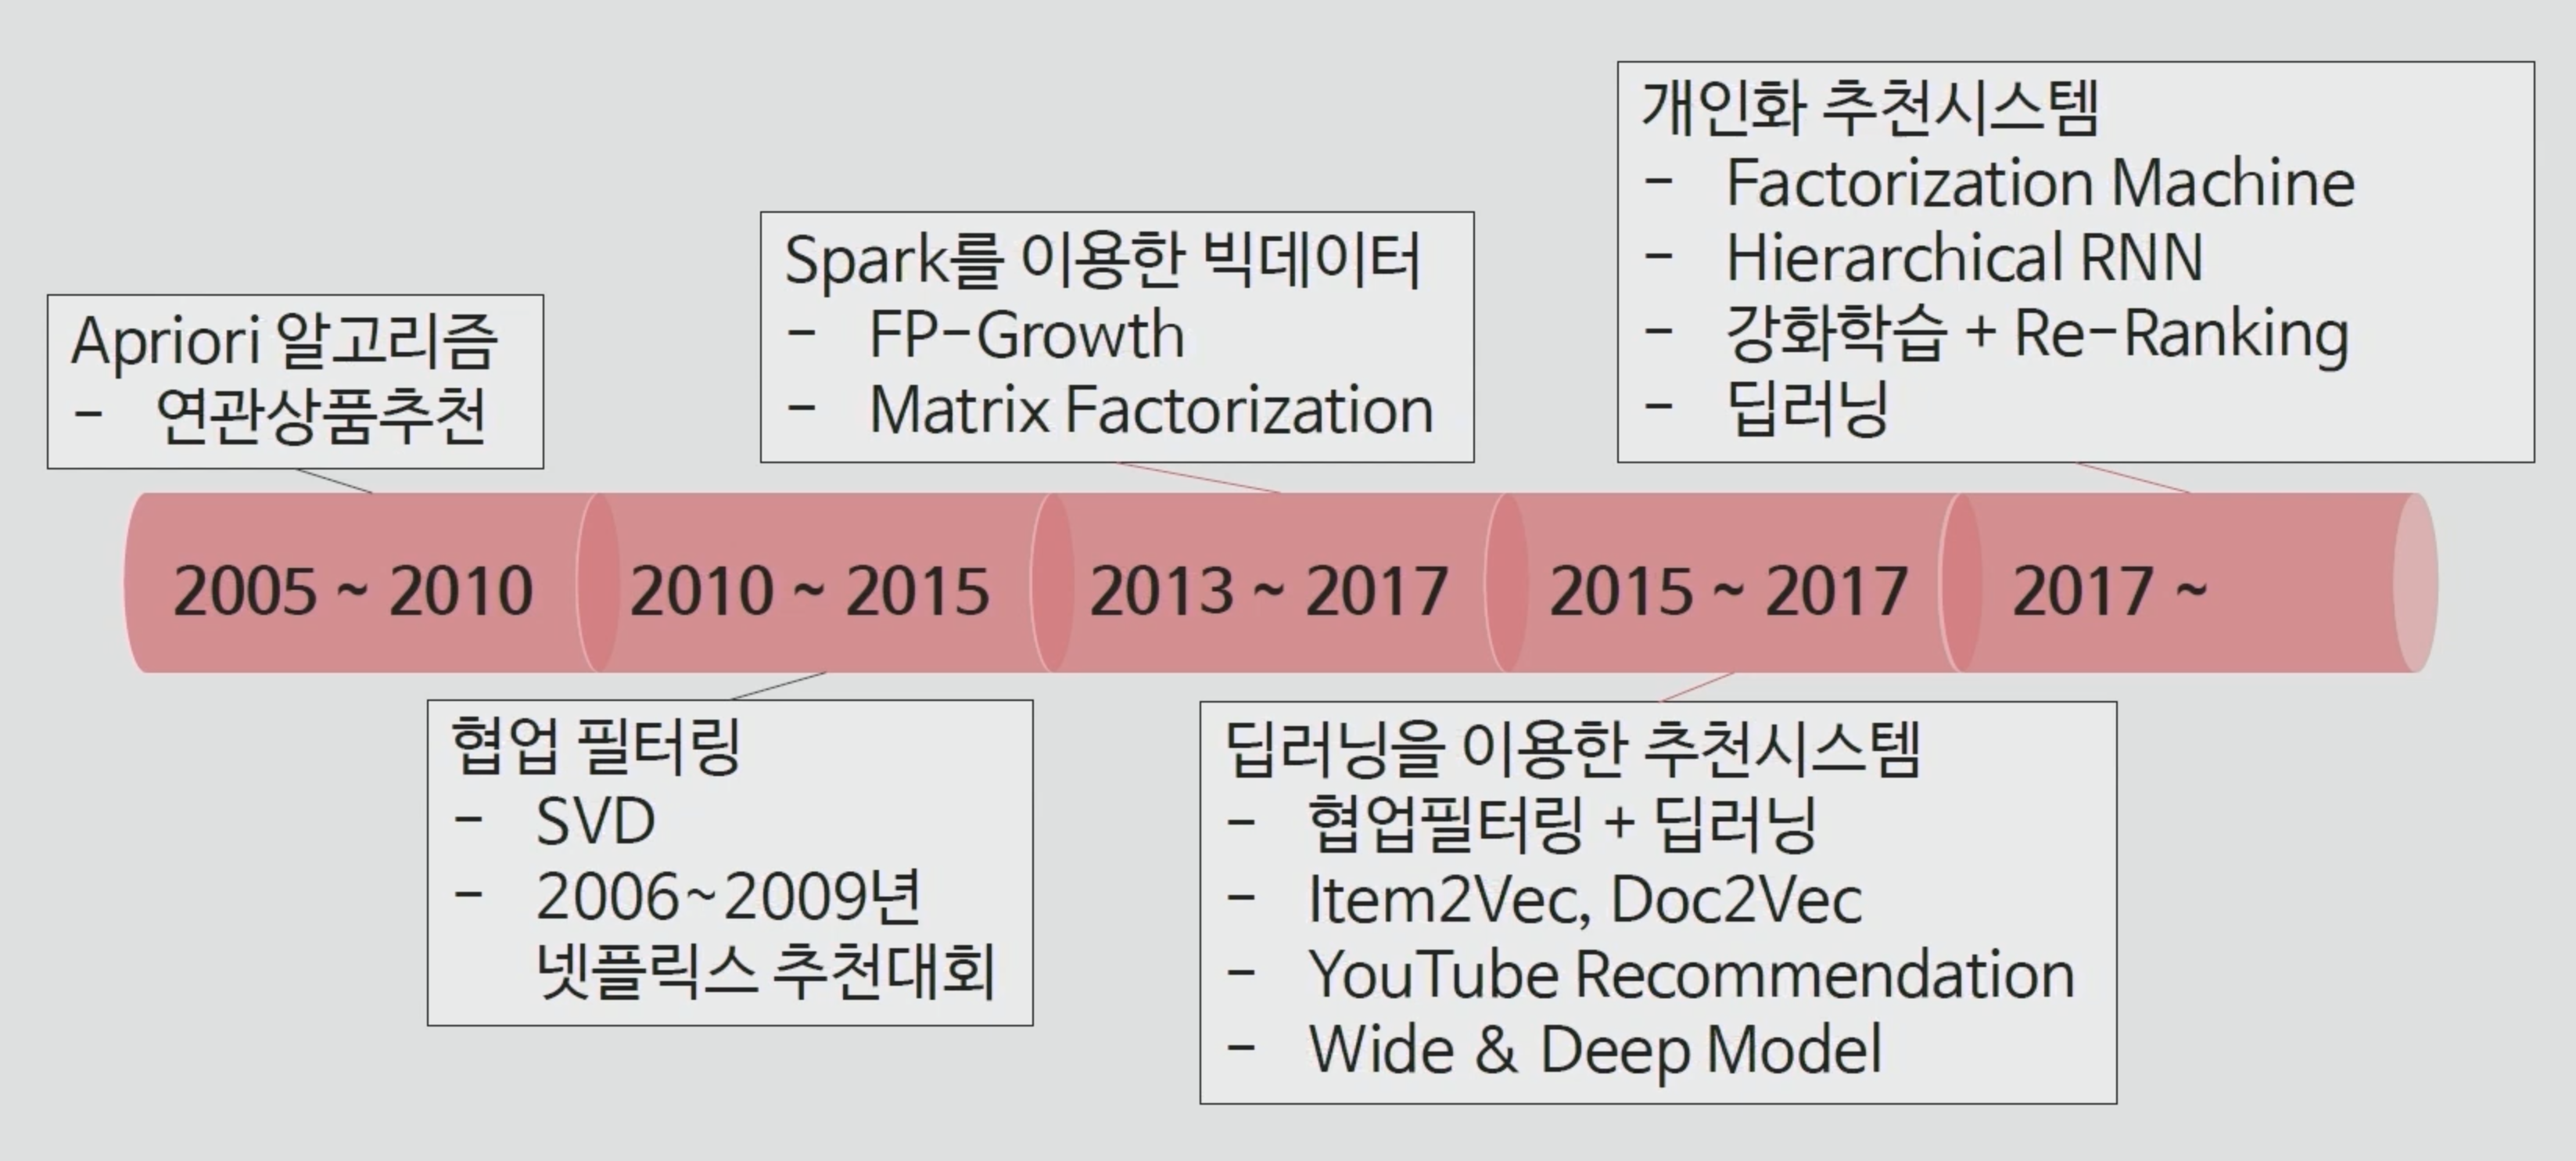 Apriori 알고리즘
- 연관상품추천
Spark를 이용한 빅데이터
- FP-Growth
- Matrix Factorization
개인화 추천시스템
- Factorization Machine
- Hierarchical RNN
- 강화학습 + Re-Ranking
- 딥러닝
2005 ~ 2010
2010 ~ 2015
2013 ~ 2017
2015 ~ 2017
2017 ~
협업 필터링
- SVD
- 2006~2009년
넷플릭스 추천대회
딥러닝을 이용한 추천시스템
- 협업필터링 + 딥러닝
- Item2Vec, Doc2Vec
- YouTube Recommendation
- Wide & Deep Model